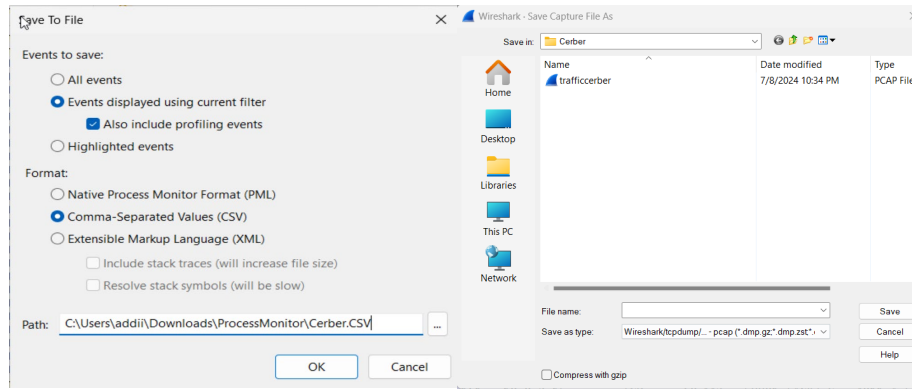 Save To File
Events to save:
All events
Events displayed using current filter
Also include profiling events
Highlighted events
Format:
Native Process Monitor Format (PML)
Comma-Separated Values (CSV)
Extensible Markup Language (XML)
Include stack traces (will increase file size)
Resolve stack symbols (will be slow)
Path: C:\Users\addii\Downloads\ProcessMonitor\Cerber.CSV ...
OK Cancel
Wireshark - Save Capture File As
Save in: Cerber
Name Date modified Type
trafficcerber 7/8/2024 10:34 PM PCAP File
Home
Desktop
Libraries
This PC
Network
File name: Save
Save as type: Wireshark/tcpdump/... - pcap (*.dmp.gz;*.dmp.zst;*. Cancel
Help
Compress with gzip